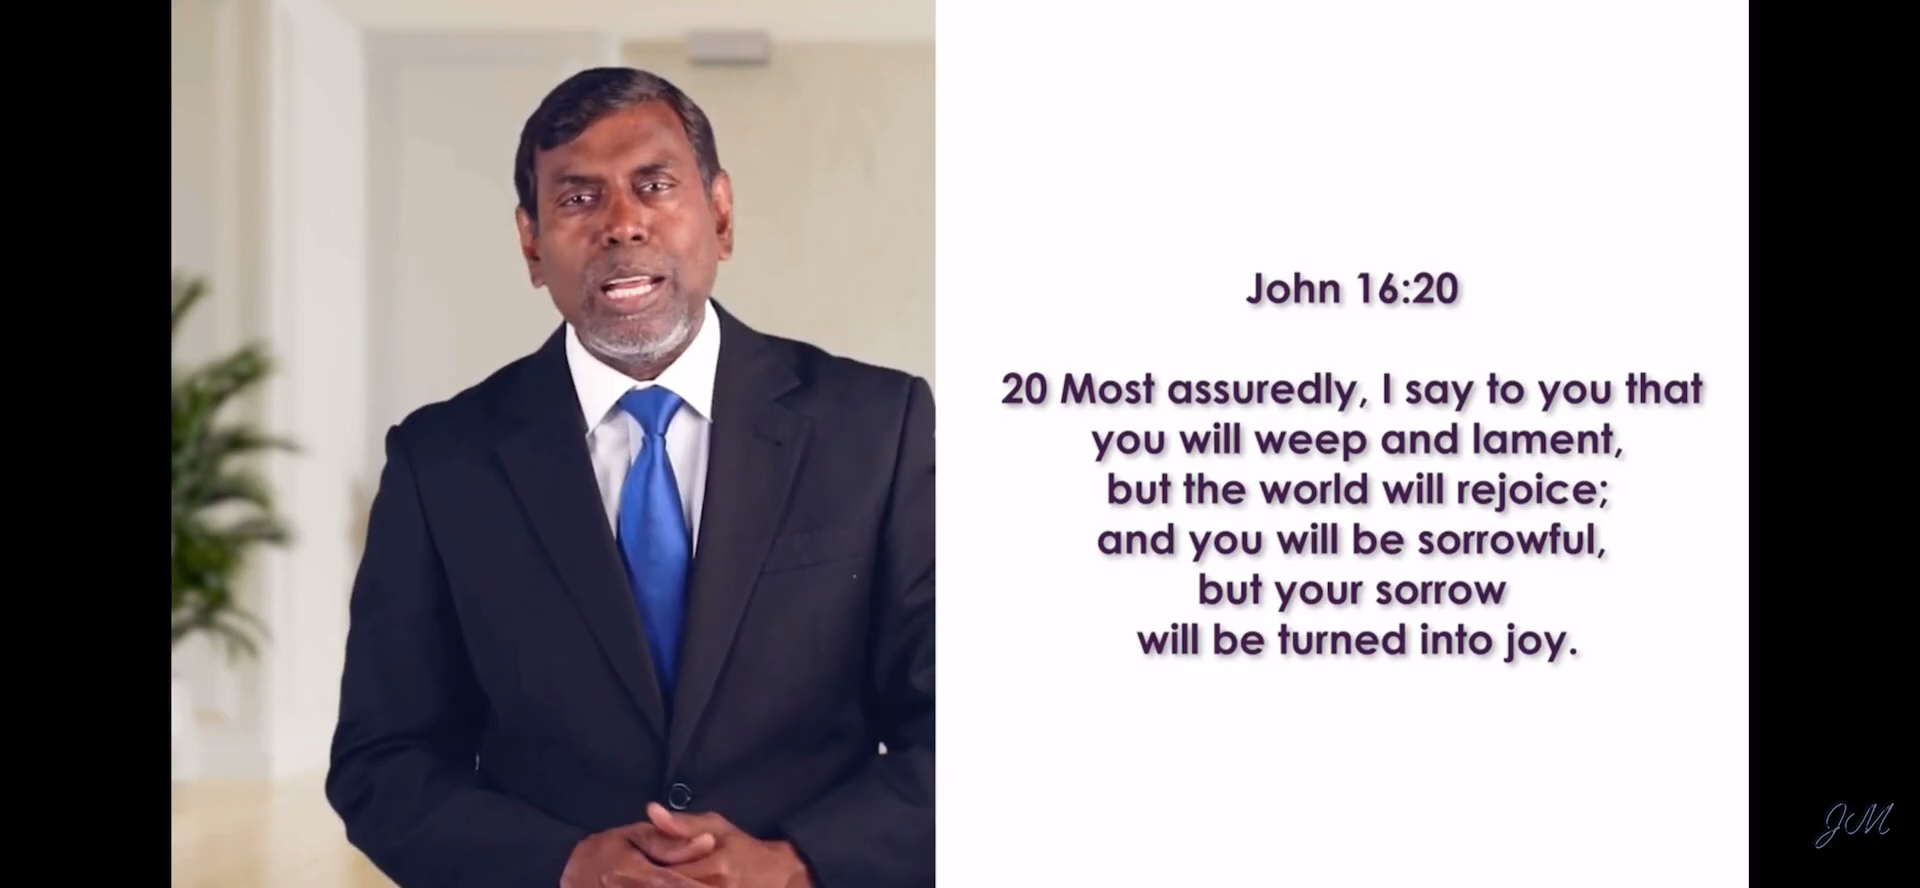 John 16:20
20 Most assuredly, I say to you that
you will weep and lament,
but the world will rejoice;
and you will be sorrowful,
but your sorrow
will be turned into joy.
JM